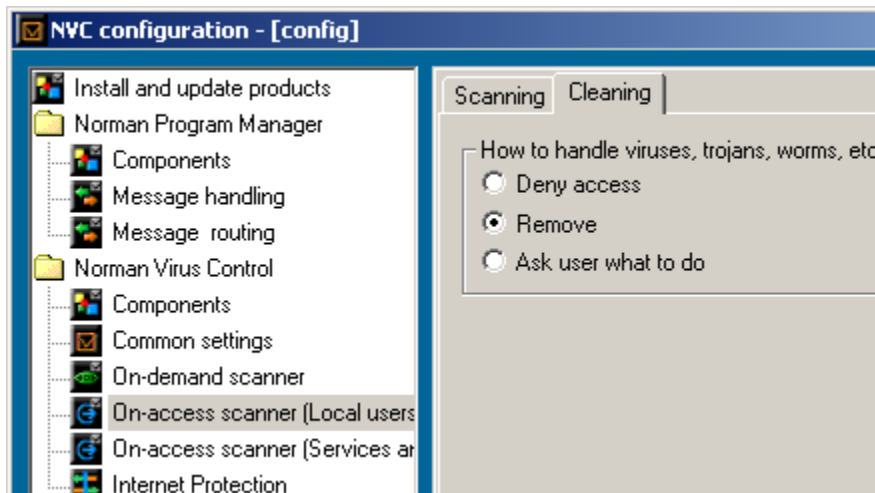 NVC configuration - [config]
Install and update products
Norman Program Manager
Components
Message handling
Message routing
Norman Virus Control
Components
Common settings
On-demand scanner
On-access scanner (Local users
On-access scanner (Services ar
Internet Protection
Scanning
Cleaning
How to handle viruses, trojans, worms, etc
Deny access
Remove
Ask user what to do